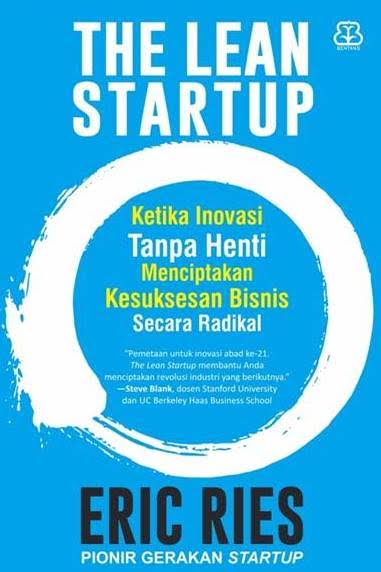 BENTANG
THE LEAN
STARTUP
Ketika Inovasi
Tanpa Henti
Menciptakan
Kesuksesan Bisnis
Secara Radikal
"Pemetaan untuk inovasi abad ke-21.
The Lean Startup membantu Anda
menciptakan revolusi industri yang berikutnya."
—Steve Blank, dosen Stanford University
dan UC Berkeley Haas Business School
ERIC RIES
PIONIR GERAKAN STARTUP